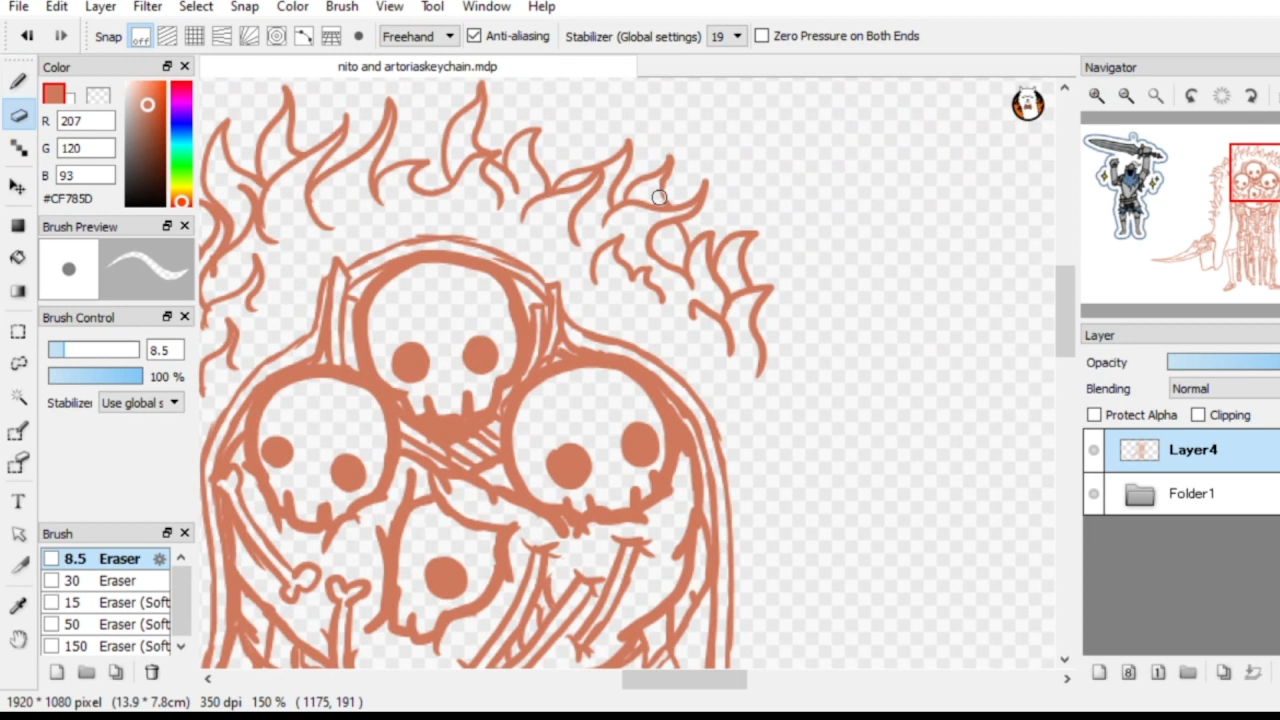 File Edit Layer Filter Select Snap Color Brush View Tool Window Help
Snap off Freehand Anti-aliasing Stabilizer (Global settings) 19 Zero Pressure on Both Ends
Color
nito and artoriaskeychain.mdp
Navigator
R 207
G 120
B 93
#CF785D
Brush Preview
Brush Control
8.5
100 %
Stabilizer Use global s
Brush
8.5 Eraser
30 Eraser
15 Eraser (Soft
50 Eraser (Soft
150 Eraser (Soft
T
Layer
Opacity
Blending Normal
Protect Alpha Clipping
Layer4
Folder1
8 1
1920 * 1080 pixel (13.9 * 7.8cm) 350 dpi 150 % ( 1175, 191 )